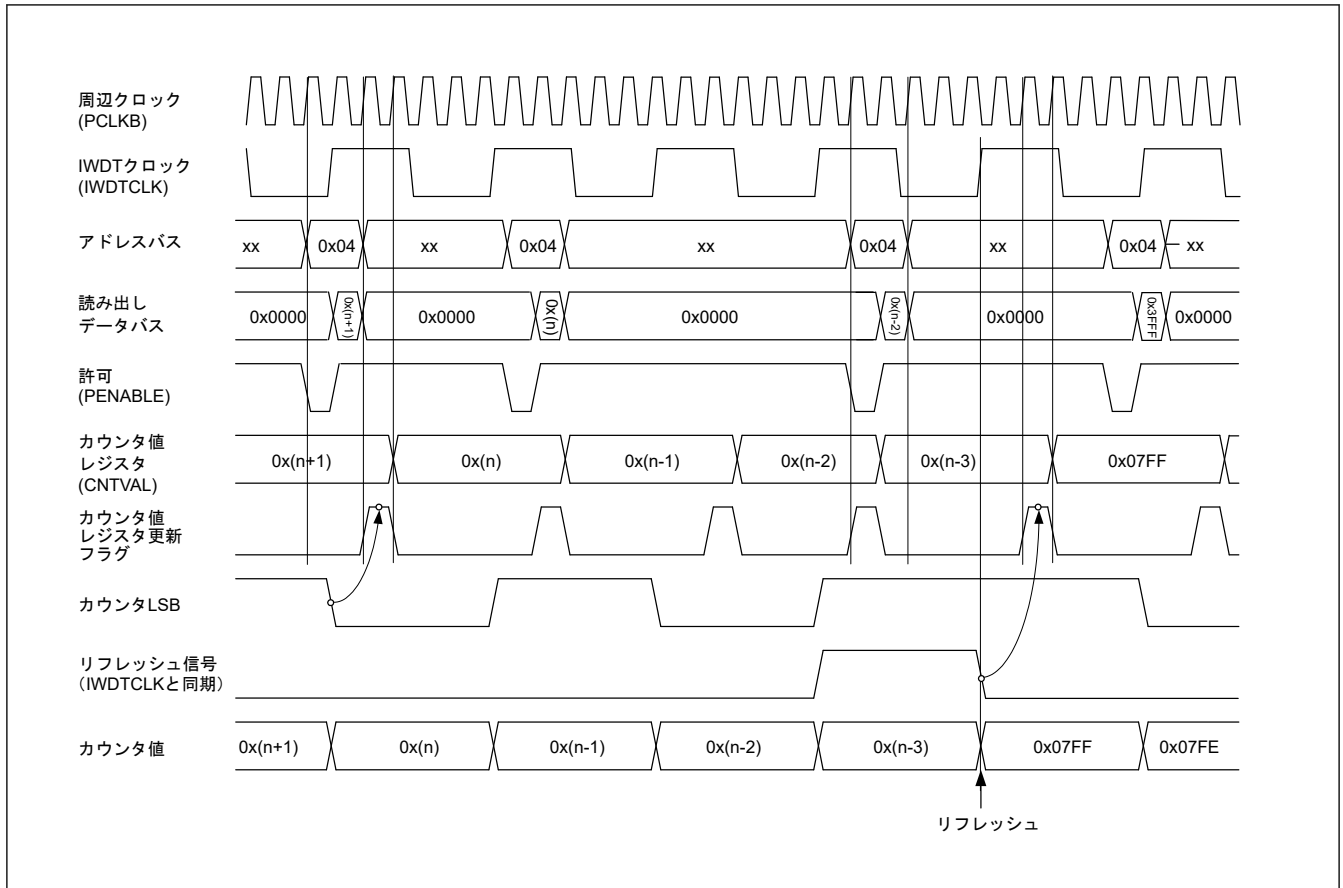 周辺クロック
(PCLKB)
IWDTクロック
(IWDTCLK)
アドレスバス
xx
0x04
xx
0x04
xx
0x04
xx
0x04
xx
読み出し
データバス
0x0000
0x(n+1)
0x0000
0x(n)
0x0000
0x(n-2)
0x0000
0x3FFF
0x0000
許可
(PENABLE)
カウンタ値
レジスタ
(CNTVAL)
0x(n+1)
0x(n)
0x(n-1)
0x(n-2)
0x(n-3)
0x07FF
カウンタ値
レジスタ更新
フラグ
カウンタLSB
リフレッシュ信号
（IWDTCLKと同期）
カウンタ値
0x(n+1)
0x(n)
0x(n-1)
0x(n-2)
0x(n-3)
0x07FF
0x07FE
リフレッシュ